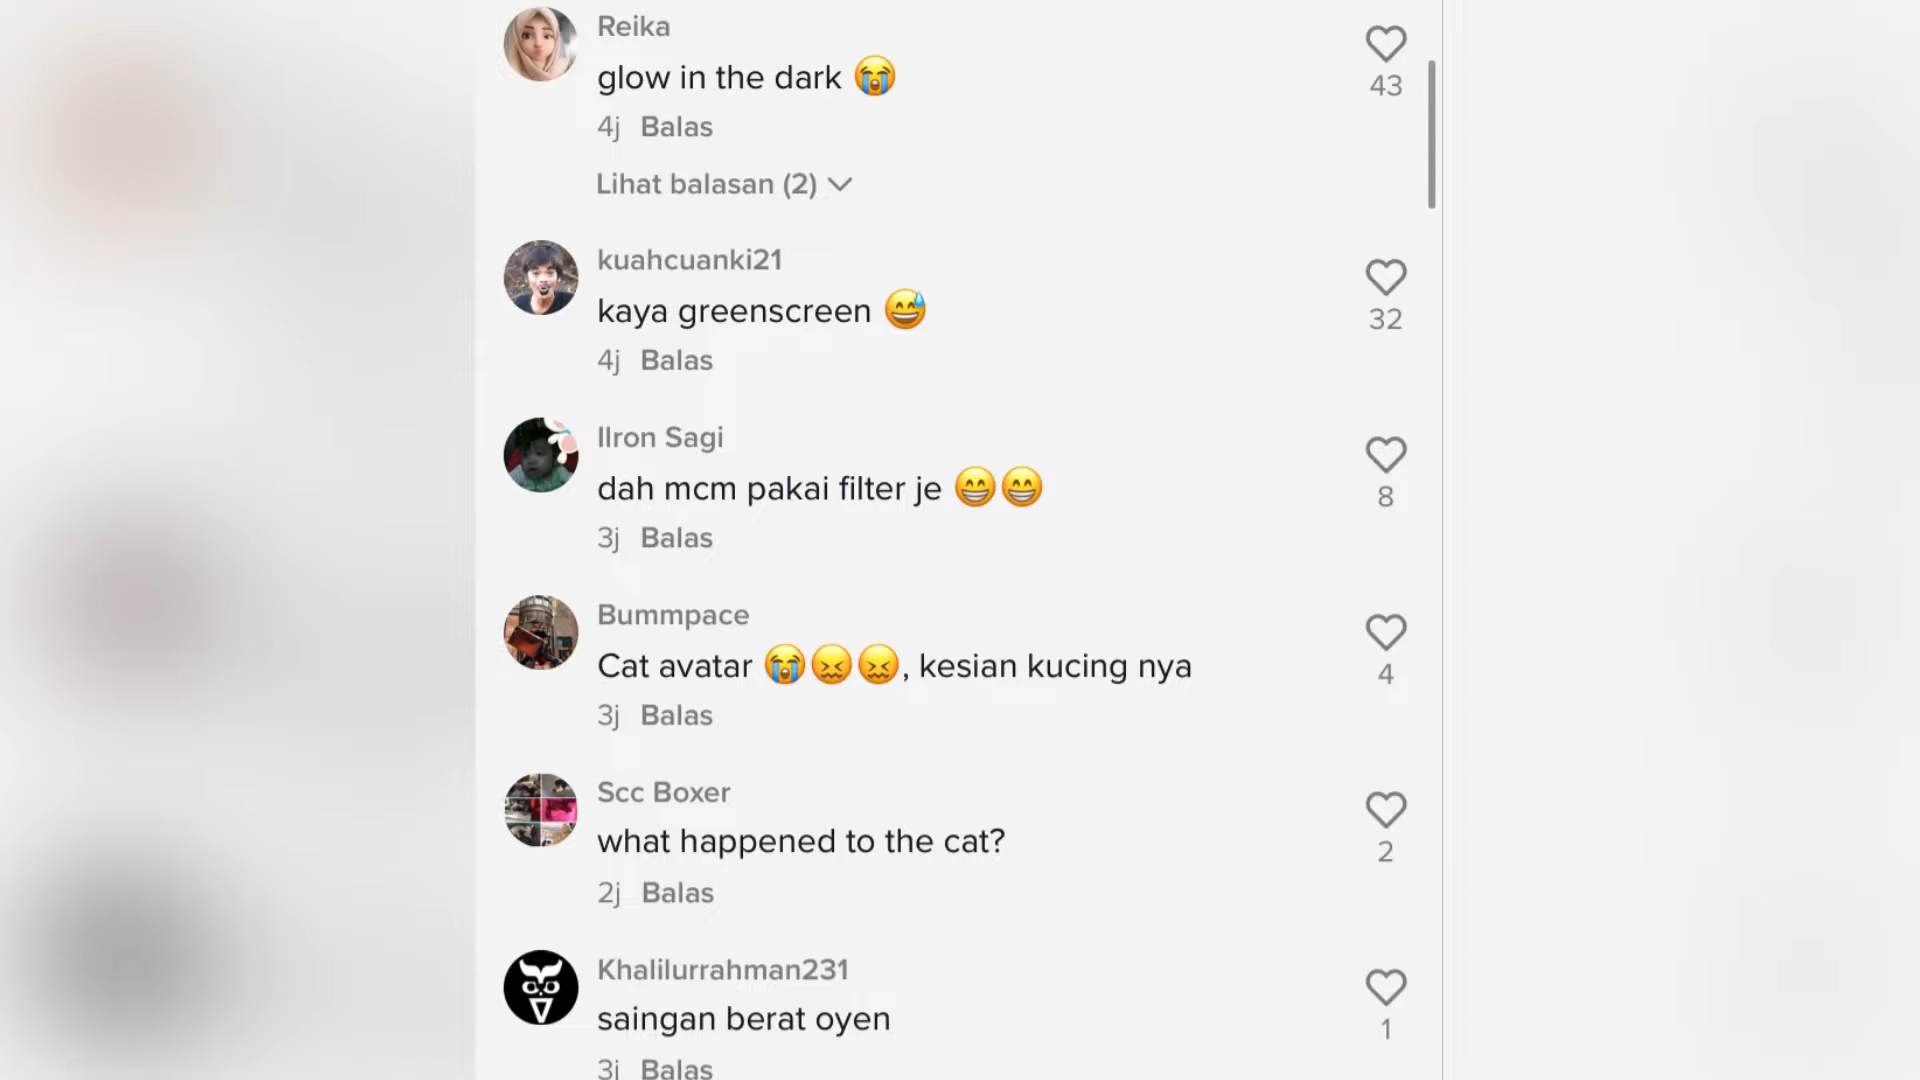 Reika
glow in the dark 😭
43
4j Balas
Lihat balasan (2)
kuahcuanki21
kaya greenscreen 😅
32
4j Balas
Ilron Sagi
dah mcm pakai filter je 😁😁
8
3j Balas
Bummpace
Cat avatar 😭😖😖, kesian kucing nya
4
3j Balas
Scc Boxer
what happened to the cat?
2
2j Balas
Khalilurrahman231
saingan berat oyen
1
3j Balas